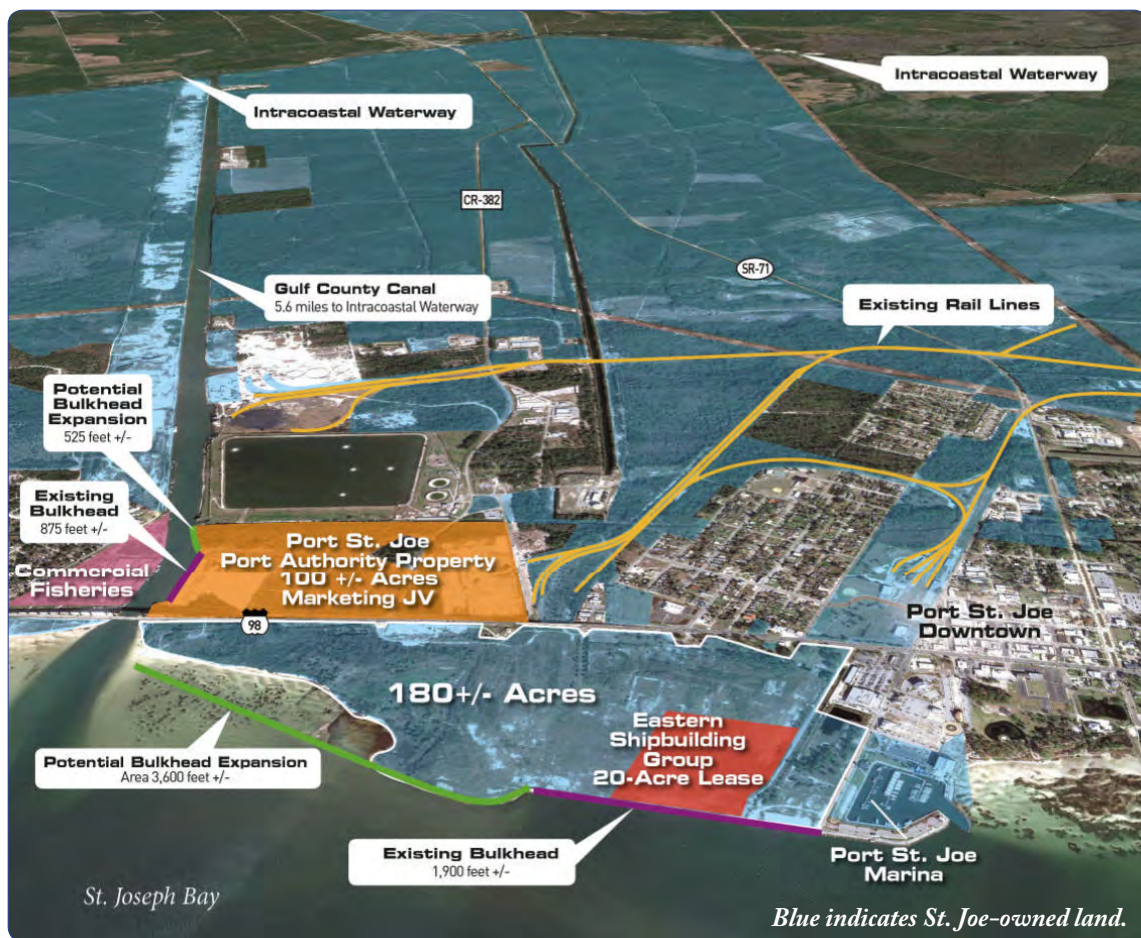 Intracoastal Waterway
Intracoastal Waterway
CR-382
SR-71
Gulf County Canal
5.6 miles to Intracoastal Waterway
Existing Rail Lines
Potential
Bulkhead
Expansion
525 feet +/-
Existing
Bulkhead
875 feet +/-
Commercial
Fisheries
Port St. Joe
Port Authority Property
100 +/- Acres
Marketing JV
98
Port St. Joe
Downtown
180+/- Acres
Eastern
Shipbuilding
Group
20-Acre Lease
Potential Bulkhead Expansion
Area 3,600 feet +/-
Existing Bulkhead
1,900 feet +/-
Port St. Joe
Marina
St. Joseph Bay
Blue indicates St. Joe-owned land.